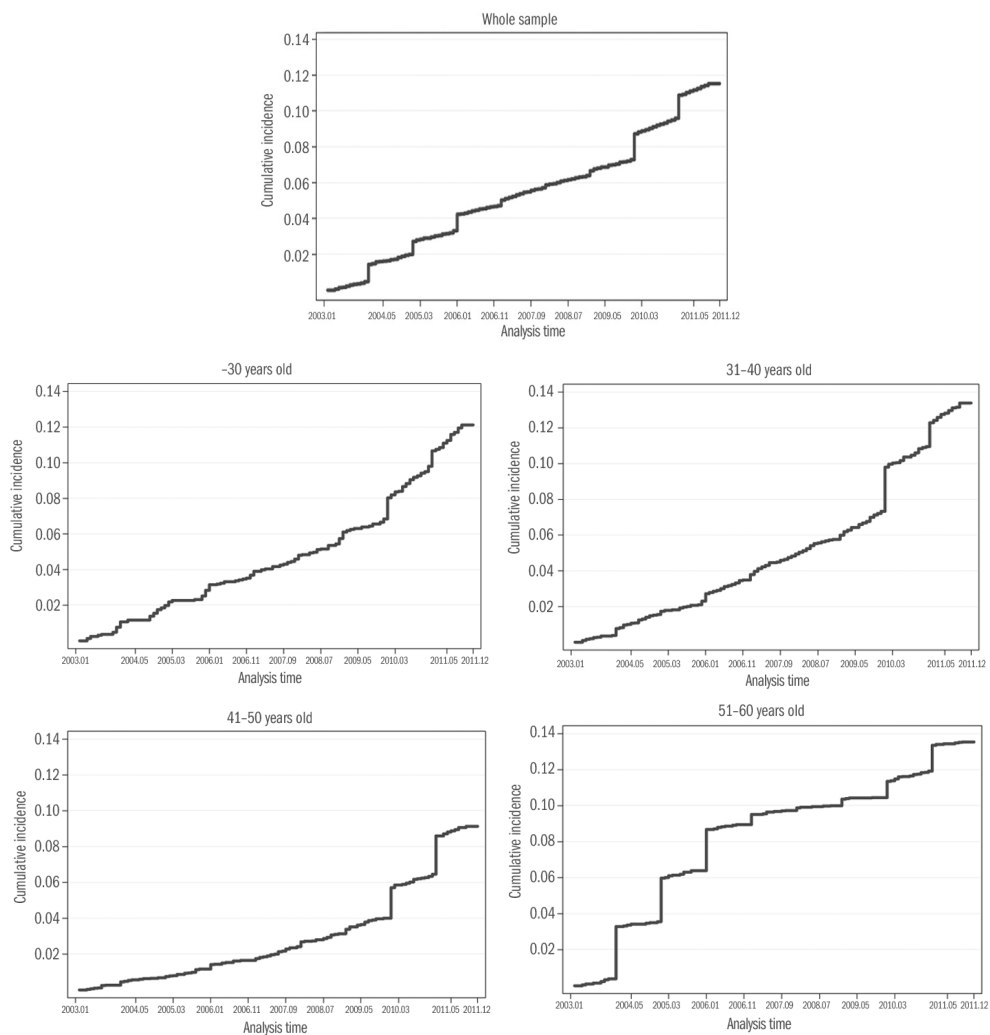 Whole sample
0.14
0.12
0.10
0.08
0.06
0.04
0.02
Cumulative incidence
2003.01 2004.05 2005.03 2006.01 2006.11 2007.09 2008.07 2009.05 2010.03 2011.05 2011.12
Analysis time
–30 years old
0.14
0.12
0.10
0.08
0.06
0.04
0.02
Cumulative incidence
2003.01 2004.05 2005.03 2006.01 2006.11 2007.09 2008.07 2009.05 2010.03 2011.05 2011.12
Analysis time
31–40 years old
0.14
0.12
0.10
0.08
0.06
0.04
0.02
Cumulative incidence
2003.01 2004.05 2005.03 2006.01 2006.11 2007.09 2008.07 2009.05 2010.03 2011.05 2011.12
Analysis time
41–50 years old
0.14
0.12
0.10
0.08
0.06
0.04
0.02
Cumulative incidence
2003.01 2004.05 2005.03 2006.01 2006.11 2007.09 2008.07 2009.05 2010.03 2011.05 2011.12
Analysis time
51–60 years old
0.14
0.12
0.10
0.08
0.06
0.04
0.02
Cumulative incidence
2003.01 2004.05 2005.03 2006.01 2006.11 2007.09 2008.07 2009.05 2010.03 2011.05 2011.12
Analysis time